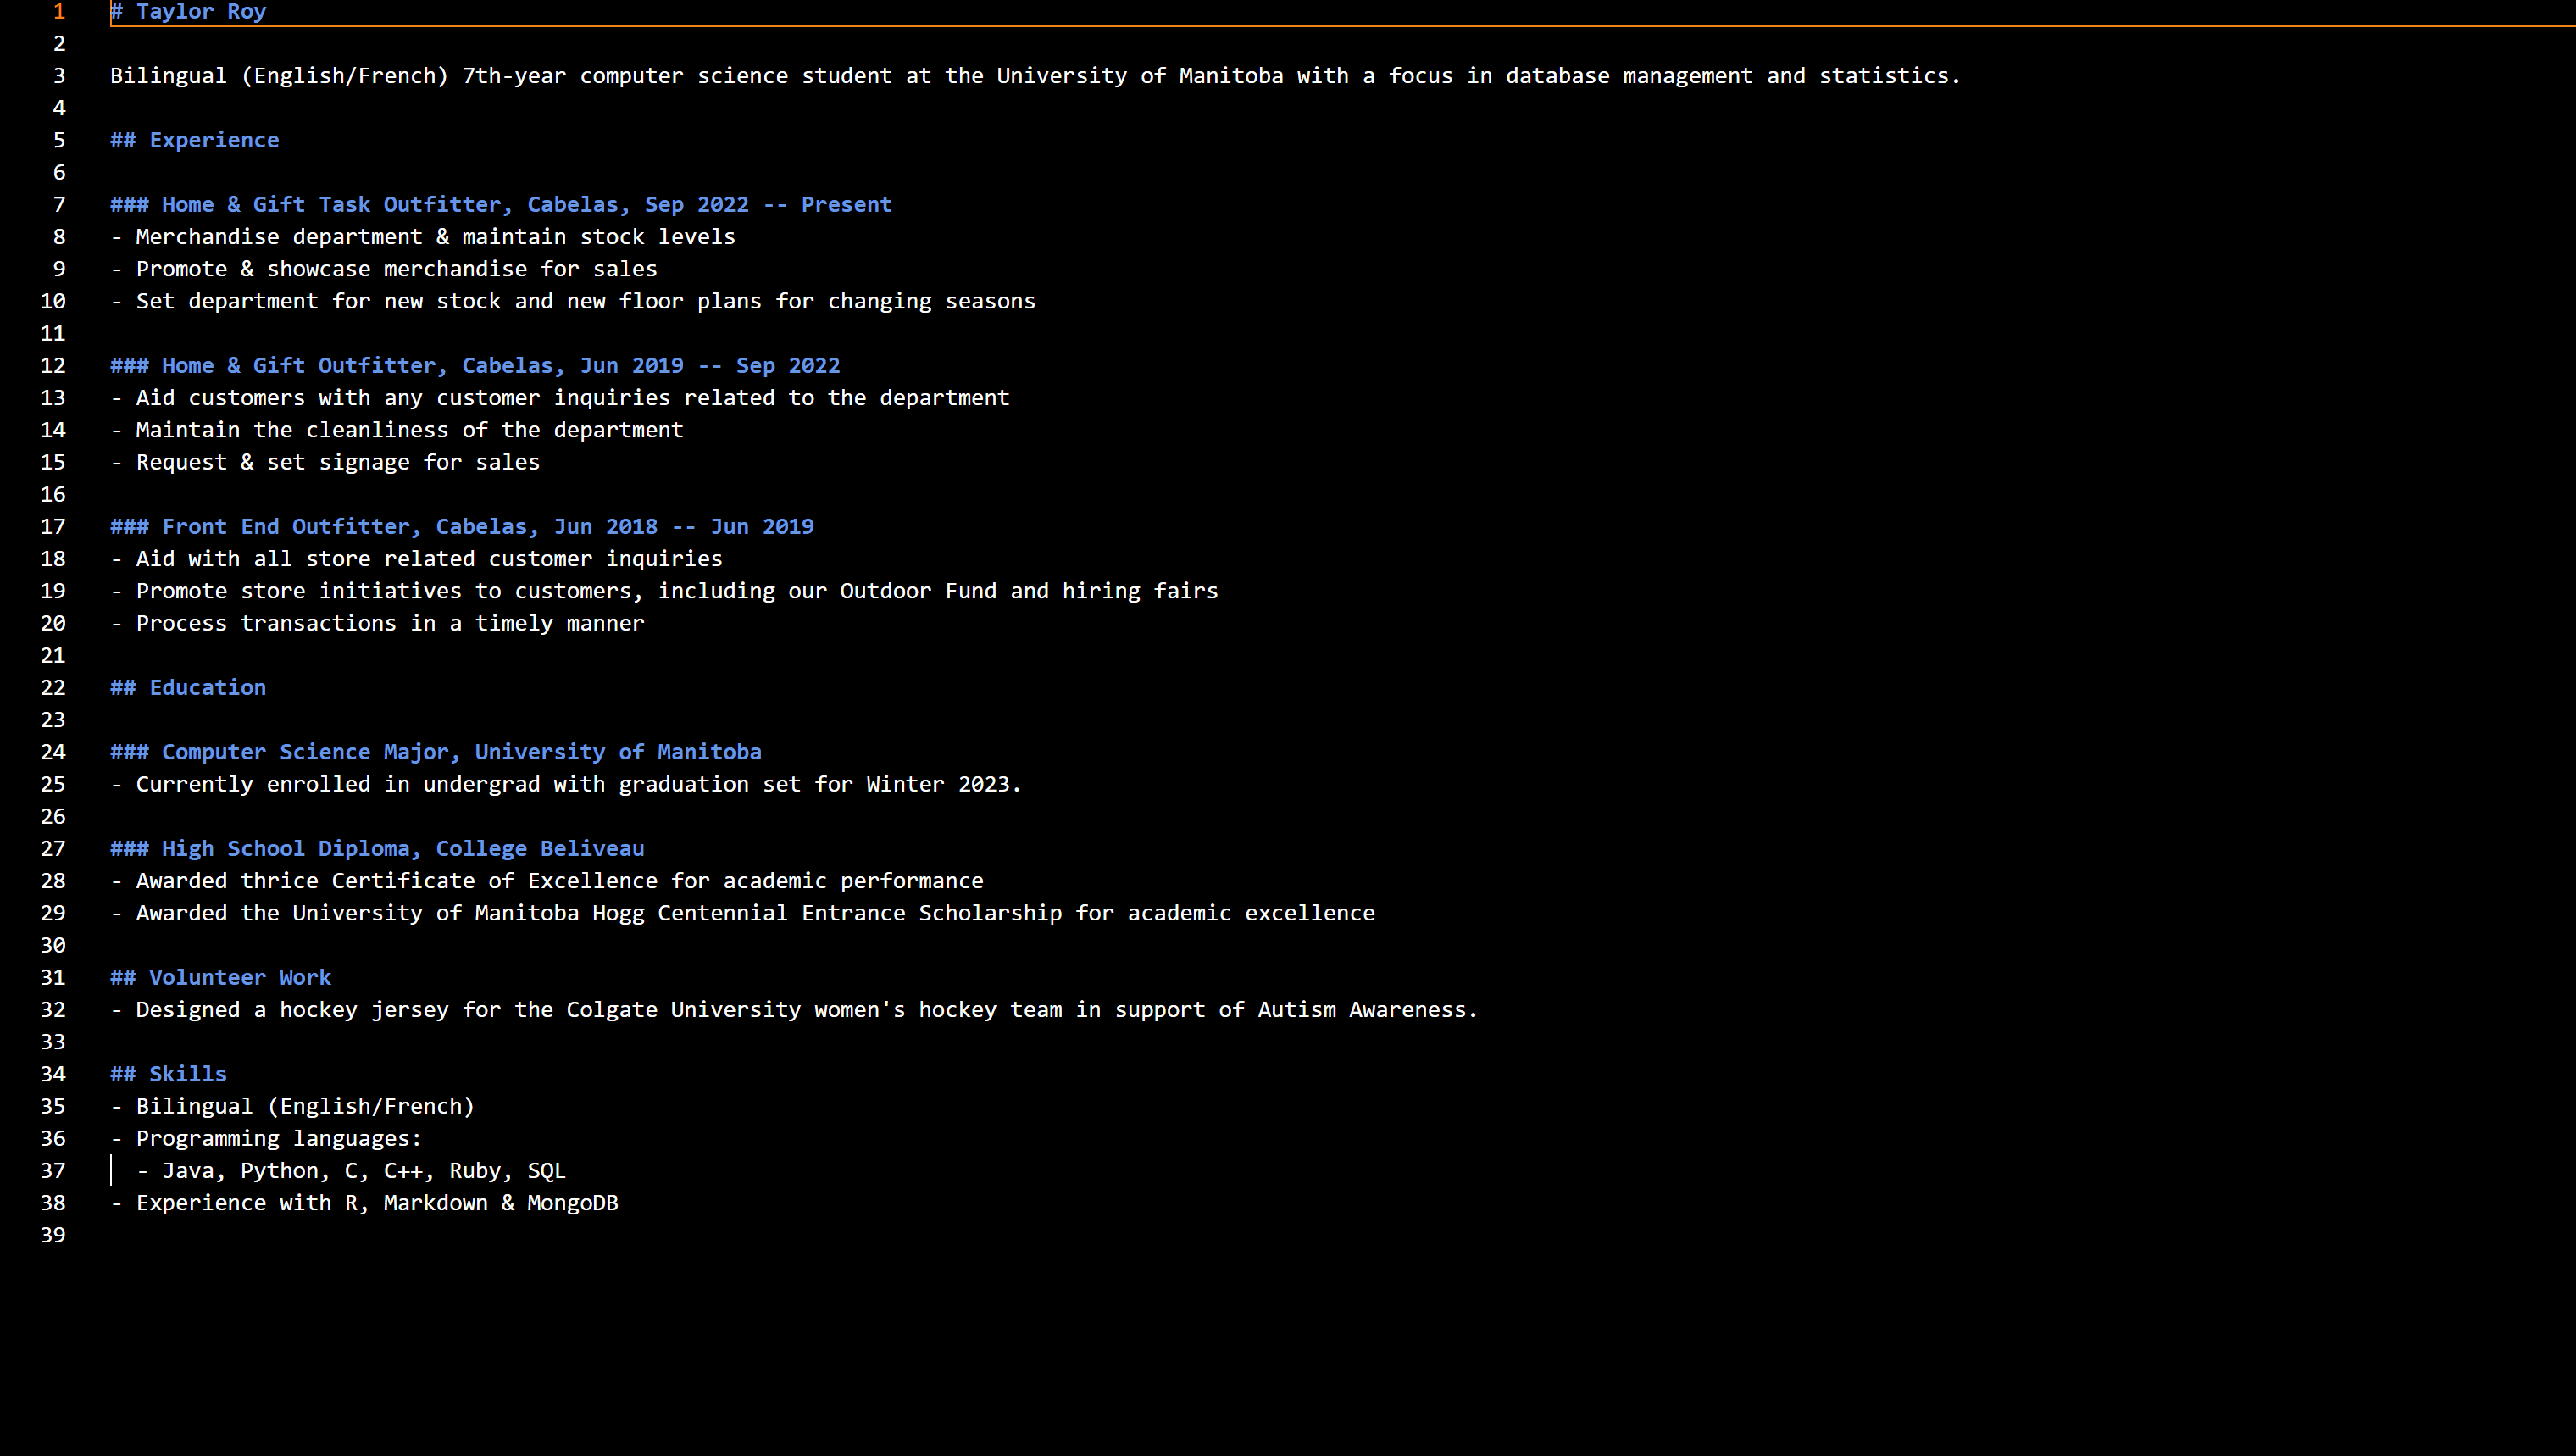 1 # Taylor Roy
2
3 Bilingual (English/French) 7th-year computer science student at the University of Manitoba with a focus in database management and statistics.
4
5 ## Experience
6
7 ### Home & Gift Task Outfitter, Cabelas, Sep 2022 -- Present
8 - Merchandise department & maintain stock levels
9 - Promote & showcase merchandise for sales
10 - Set department for new stock and new floor plans for changing seasons
11
12 ### Home & Gift Outfitter, Cabelas, Jun 2019 -- Sep 2022
13 - Aid customers with any customer inquiries related to the department
14 - Maintain the cleanliness of the department
15 - Request & set signage for sales
16
17 ### Front End Outfitter, Cabelas, Jun 2018 -- Jun 2019
18 - Aid with all store related customer inquiries
19 - Promote store initiatives to customers, including our Outdoor Fund and hiring fairs
20 - Process transactions in a timely manner
21
22 ## Education
23
24 ### Computer Science Major, University of Manitoba
25 - Currently enrolled in undergrad with graduation set for Winter 2023.
26
27 ### High School Diploma, College Beliveau
28 - Awarded thrice Certificate of Excellence for academic performance
29 - Awarded the University of Manitoba Hogg Centennial Entrance Scholarship for academic excellence
30
31 ## Volunteer Work
32 - Designed a hockey jersey for the Colgate University women's hockey team in support of Autism Awareness.
33
34 ## Skills
35 - Bilingual (English/French)
36 - Programming languages:
37   - Java, Python, C, C++, Ruby, SQL
38 - Experience with R, Markdown & MongoDB
39